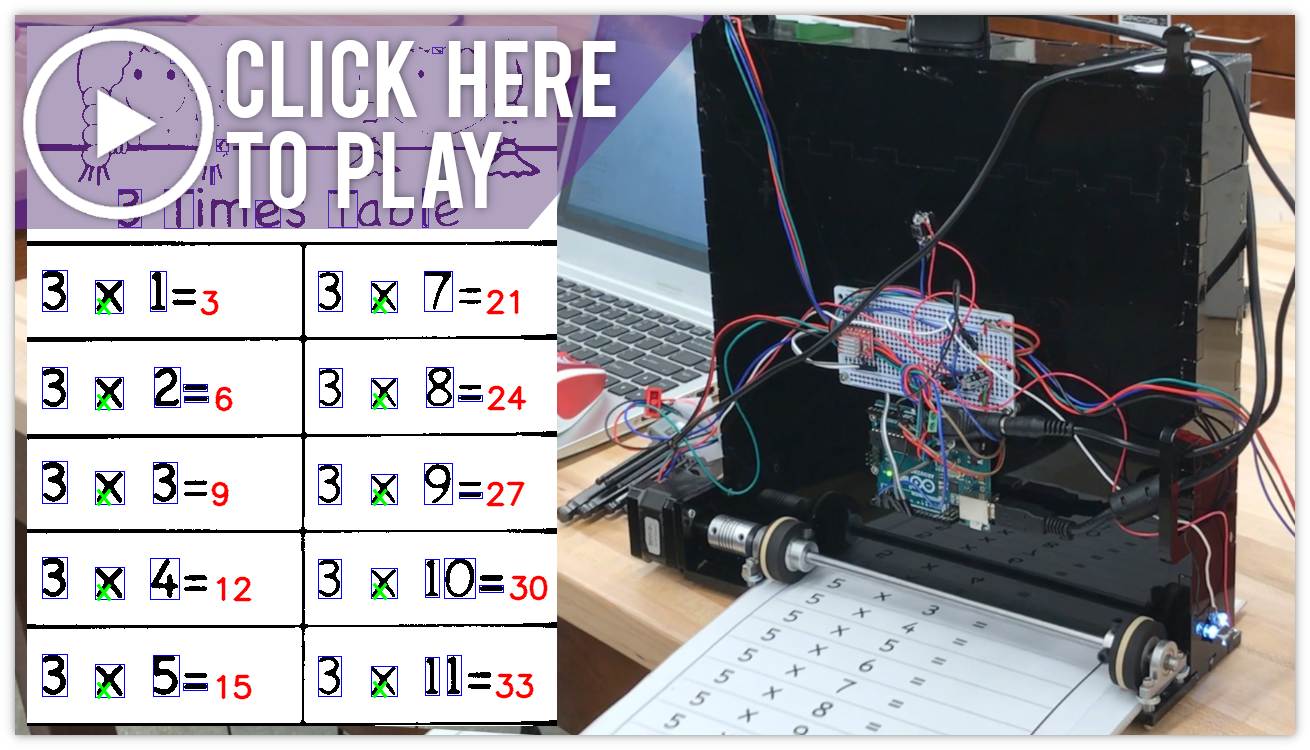 CLICK HERE
TO PLAY
3 Times Table
3 x 1=3
3 x 7=21
3 x 2=6
3 x 8=24
3 x 3=9
3 x 9=27
3 x 4=12
3 x 10=30
3 x 5=15
3 x 11=33
5 x 3 =
5 x 4 =
5 x 5 =
5 x 6 =
5 x 7 =
5 x 8 =
5 x 9